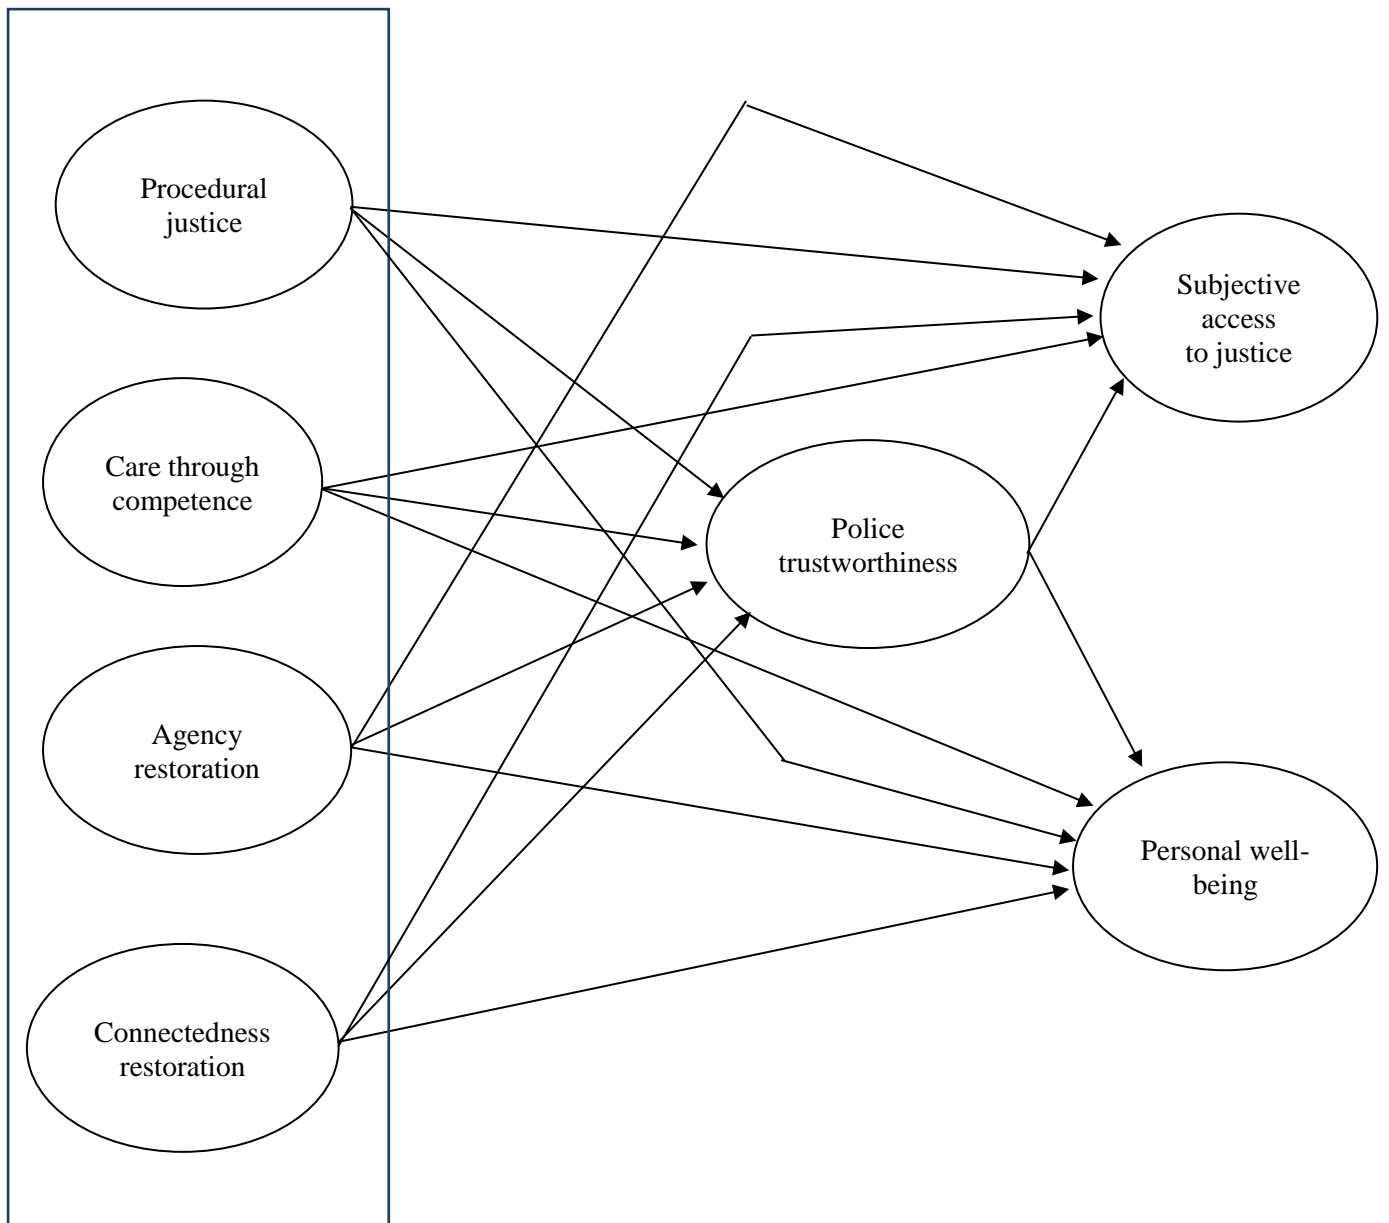 Procedural
justice
Care through
competence
Agency
restoration
Connectedness
restoration
Police
trustworthiness
Subjective
access
to justice
Personal well-
being